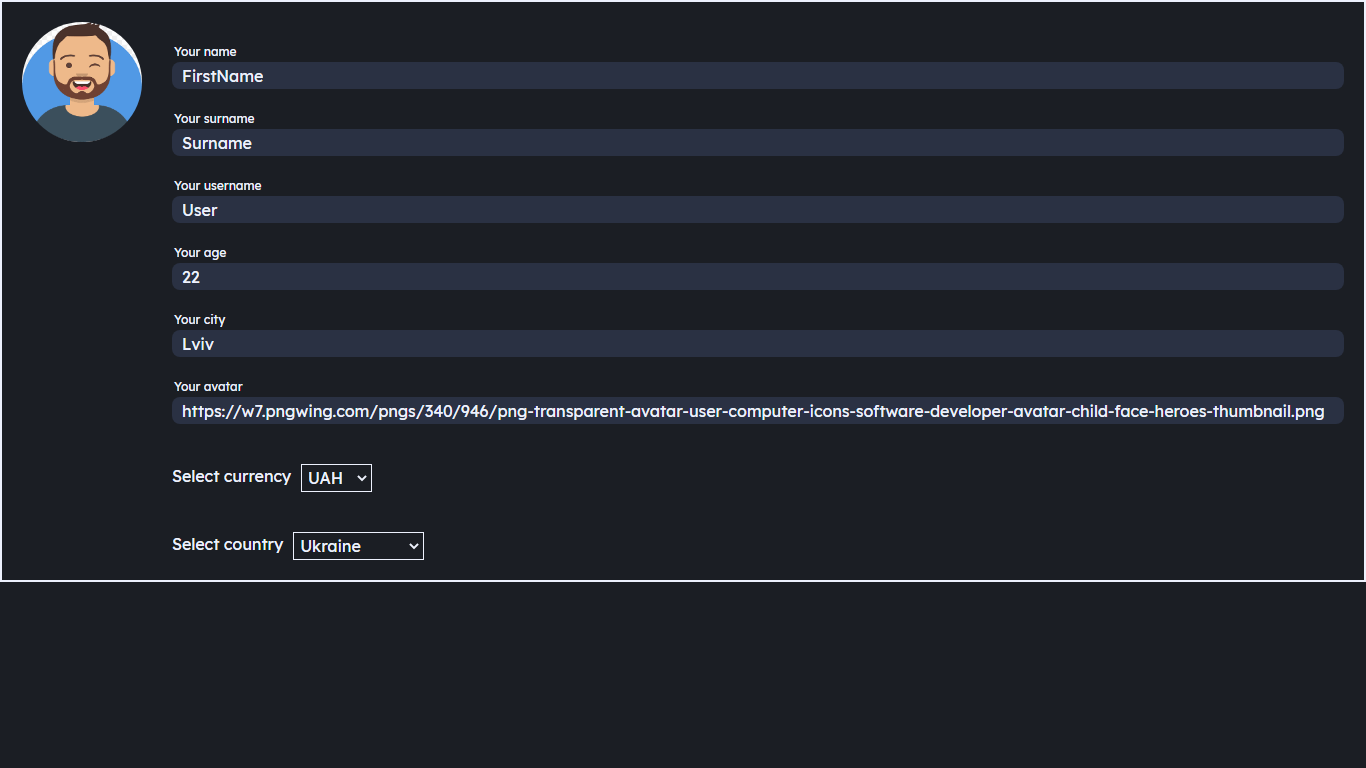 Your name
FirstName
Your surname
Surname
Your username
User
Your age
22
Your city
Lviv
Your avatar
https://w7.pngwing.com/pngs/340/946/png-transparent-avatar-user-computer-icons-software-developer-avatar-child-face-heroes-thumbnail.png
Select currency UAH
Select country Ukraine